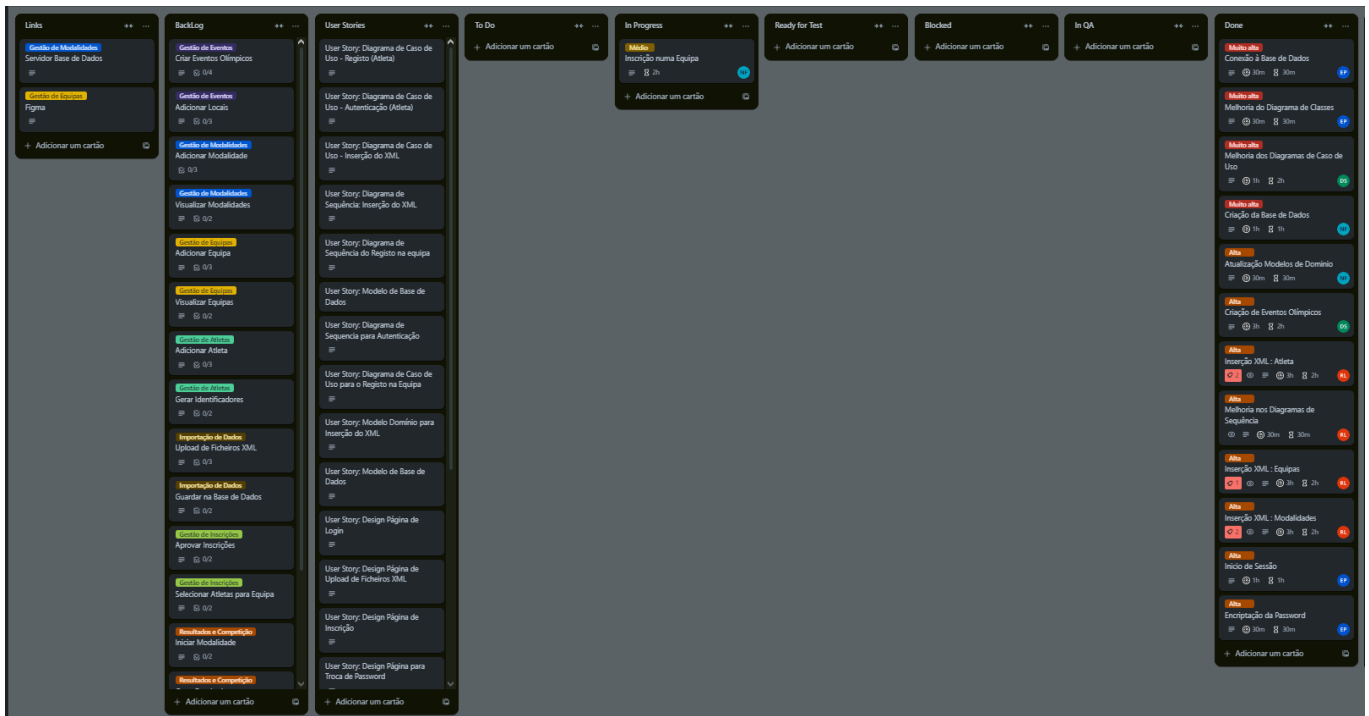 Links
Gestão de Modalidades
Servidor Base de Dados
Gestão de Equipas
Figma
+ Adicionar um cartão
BackLog
Gestão de Eventos
Criar Eventos Olímpicos
0/4
Gestão de Eventos
Adicionar Locais
0/3
Gestão de Modalidades
Adicionar Modalidade
0/3
Gestão de Modalidades
Visualizar Modalidades
0/2
Gestão de Equipas
Adicionar Equipa
0/3
Gestão de Equipas
Visualizar Equipas
0/2
Gestão de Atletas
Adicionar Atleta
0/3
Gestão de Atletas
Gerar Identificadores
0/2
Importação de Dados
Upload de Ficheiros XML
0/3
Importação de Dados
Guardar na Base de Dados
0/2
Gestão de Inscrições
Aprovar Inscrições
0/2
Gestão de Inscrições
Selecionar Atletas para Equipa
0/2
Resultados e Competição
Iniciar Modalidade
0/2
Resultados e Competição
+ Adicionar um cartão
User Stories
User Story: Diagrama de Caso de
Uso - Registo (Atleta)
User Story: Diagrama de Caso de
Uso - Autenticação (Atleta)
User Story: Diagrama de Caso de
Uso - Inserção do XML
User Story: Diagrama de
Sequência: Inserção do XML
User Story: Diagrama de
Sequência do Registo na equipa
User Story: Modelo de Base de
Dados
User Story: Diagrama de
Sequencia para Autenticação
User Story: Diagrama de Caso de
Uso para o Registo na Equipa
User Story: Modelo Domínio para
Inserção do XML
User Story: Modelo de Base de
Dados
User Story: Design Página de
Login
User Story: Design Página de
Upload de Ficheiros XML
User Story: Design Página de
Inscrição
User Story: Design Página para
Troca de Password
+ Adicionar um cartão
To Do
+ Adicionar um cartão
In Progress
Médio
Inscrição numa Equipa
2h
+ Adicionar um cartão
Ready for Test
+ Adicionar um cartão
Blocked
+ Adicionar um cartão
In QA
+ Adicionar um cartão
Done
Muito alta
Conexão à Base de Dados
30m 30m EP
Muito alta
Melhoria do Diagrama de Classes
30m 30m EP
Muito alta
Melhoria dos Diagramas de Caso de
Uso
1h 2h DS
Muito alta
Criação da Base de Dados
1h 1h
Alta
Atualização Modelos de Dominio
30m 30m
Alta
Criação de Eventos Olímpicos
3h 2h DS
Alta
Inserção XML : Atleta
2 3h 2h RL
Alta
Melhoria nos Diagramas de
Sequência
30m 30m RL
Alta
Inserção XML : Equipas
1 3h 2h RL
Alta
Inserção XML : Modalidades
2 3h 2h RL
Alta
Inicio de Sessão
1h 1h EP
Alta
Encriptação da Password
30m 30m EP
+ Adicionar um cartão